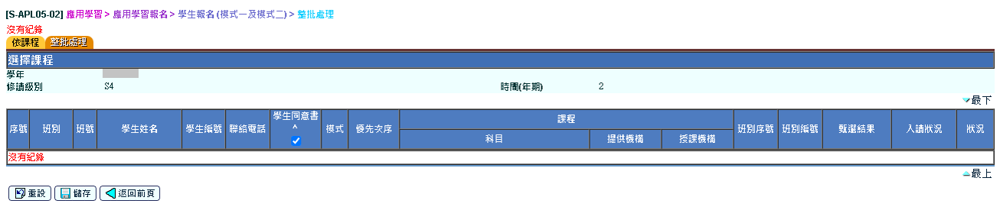 [S-APL05-02] 應用學習 > 應用學習報名 > 學生報名 (模式一及模式二) > 整批處理
沒有紀錄
依課程 整批處理
選擇課程
學年
修讀級別 S4 時間(年期) 2
最下
序號 班別 班號 學生姓名 學生編號 聯絡電話 學生同意書 ^ 模式 優先次序 課程 班別序號 班別編號 甄選結果 入讀狀況 狀況
科目 提供機構 授課機構
沒有紀錄
最上
重設 儲存 返回前頁